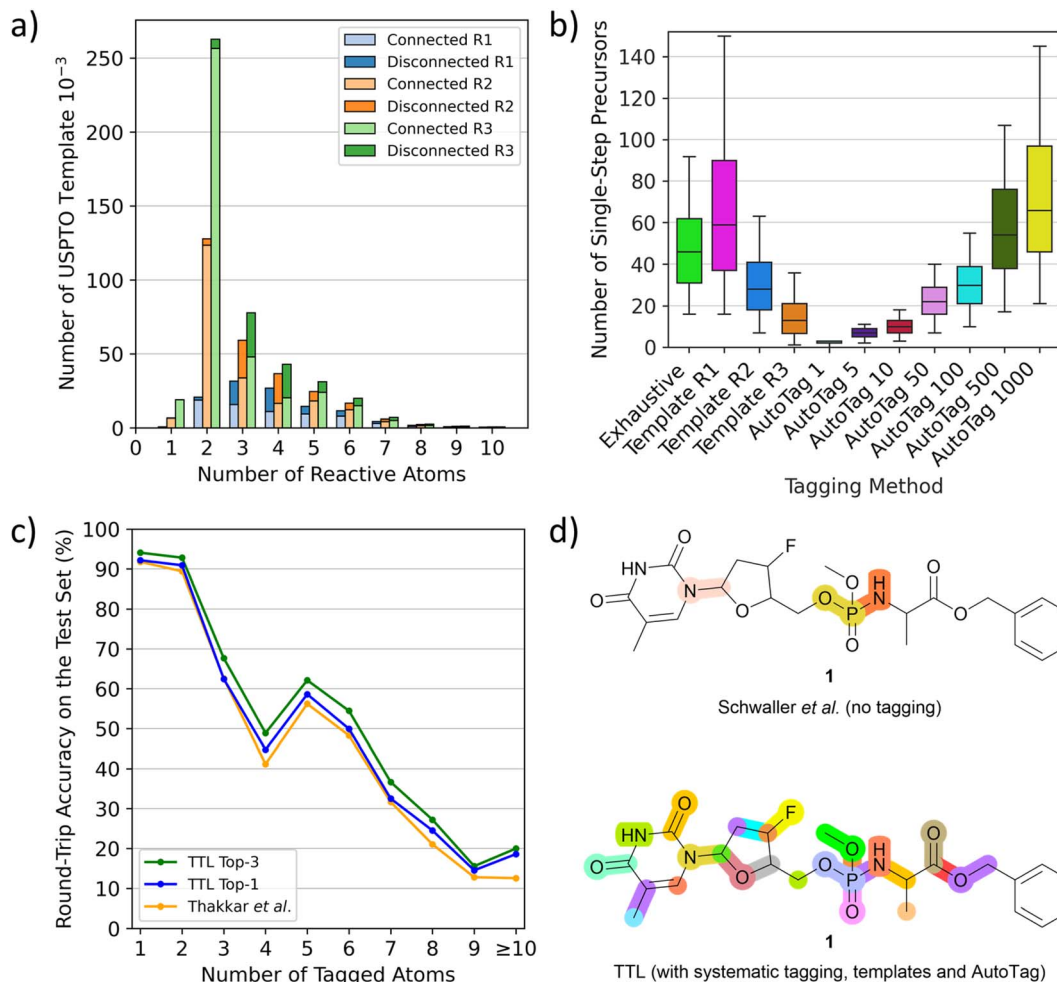 a)
Number of USPTO Template 10⁻³
250
200
150
100
50
0
0 1 2 3 4 5 6 7 8 9 10
Number of Reactive Atoms
Connected R1
Disconnected R1
Connected R2
Disconnected R2
Connected R3
Disconnected R3
b)
Number of Single-Step Precursors
140
120
100
80
60
40
20
0
Exhaustive
Template R1
Template R2
Template R3
AutoTag 1
AutoTag 5
AutoTag 10
AutoTag 50
AutoTag 100
AutoTag 500
AutoTag 1000
Tagging Method
c)
Round-Trip Accuracy on the Test Set (%)
100
90
80
70
60
50
40
30
20
10
0
1 2 3 4 5 6 7 8 9 ≥10
Number of Tagged Atoms
TTL Top-3
TTL Top-1
Thakkar et al.
d)
O
HN
N
O
F
O
O
O
P
O
H
N
O
O
1
Schwaller et al. (no tagging)
O
HN
N
O
F
O
O
O
P
O
H
N
O
O
1
TTL (with systematic tagging, templates and AutoTag)